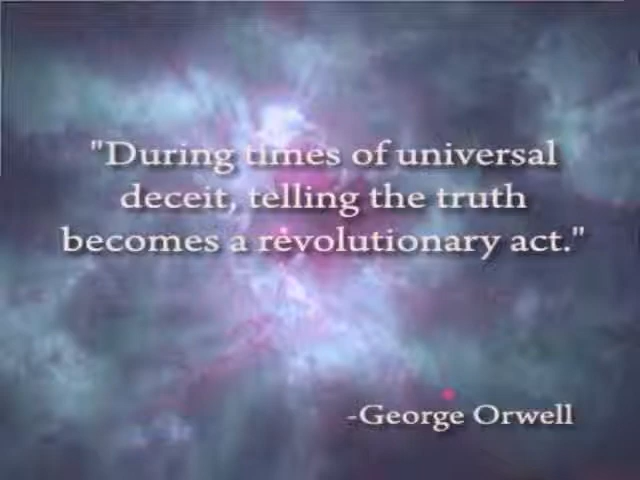 "During times of universal
deceit, telling the truth
becomes a revolutionary act."
-George Orwell